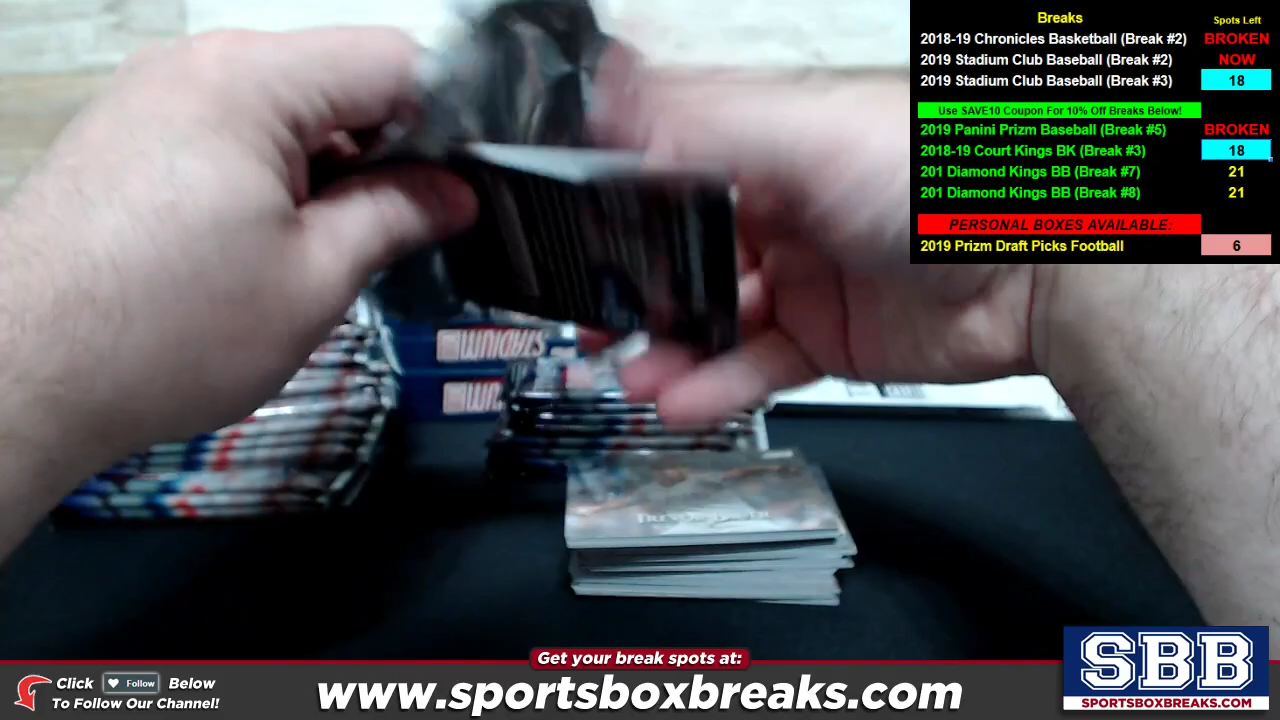 Breaks
Spots Left
2018-19 Chronicles Basketball (Break #2) BROKEN
2019 Stadium Club Baseball (Break #2) NOW
2019 Stadium Club Baseball (Break #3) 18
Use SAVE10 Coupon For 10% Off Breaks Below!
2019 Panini Prizm Baseball (Break #5) BROKEN
2018-19 Court Kings BK (Break #3) 18
201 Diamond Kings BB (Break #7) 21
201 Diamond Kings BB (Break #8) 21
PERSONAL BOXES AVAILABLE:
2019 Prizm Draft Picks Football 6
STADIUM
Get your break spots at:
Click Follow Below
To Follow Our Channel!
www.sportsboxbreaks.com
SBB
SPORTSBOXBREAKS.COM